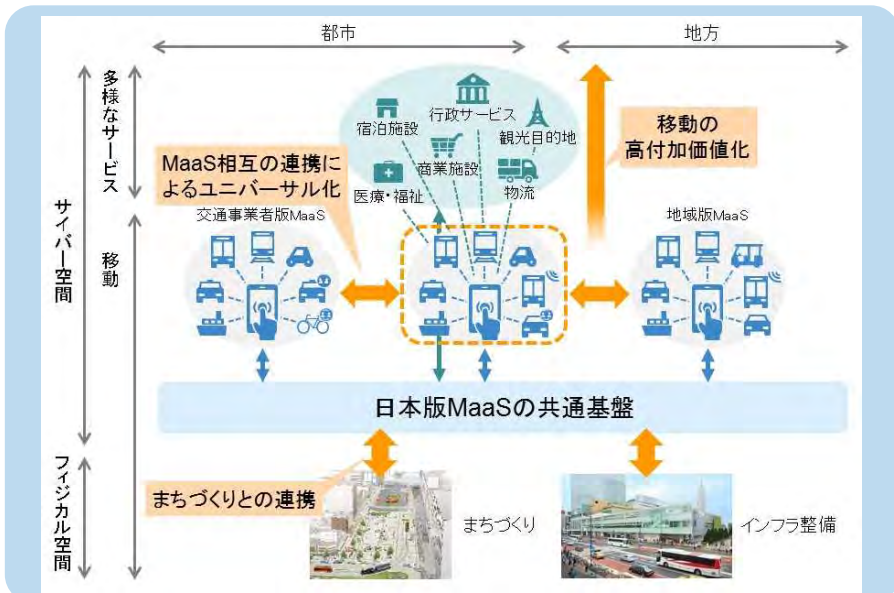 都市
地方
サイバー空間
フィジカル空間
多様なサービス
移動
行政サービス
宿泊施設
観光目的地
商業施設
医療・福祉
物流
移動の
高付加価値化
MaaS相互の連携に
よるユニバーサル化
交通事業者版MaaS
地域版MaaS
日本版MaaSの共通基盤
まちづくりとの連携
まちづくり
インフラ整備